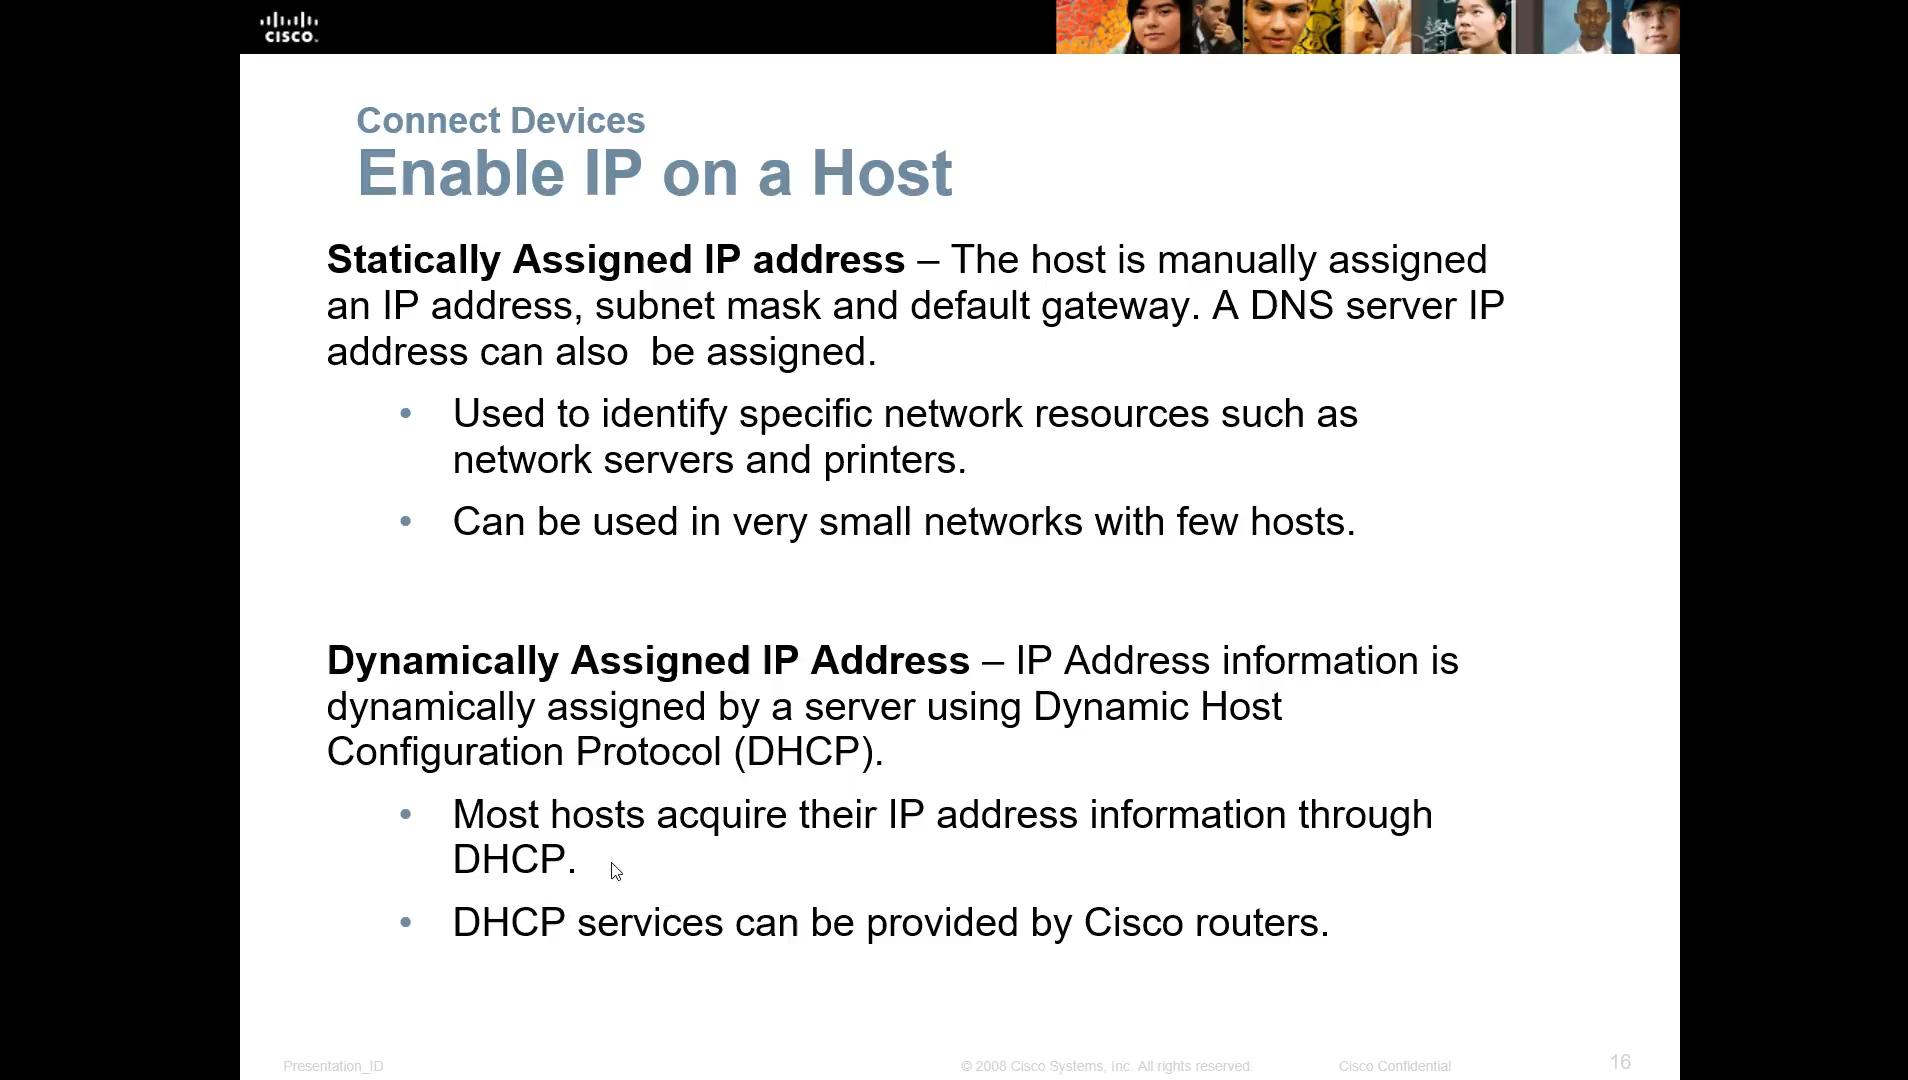 CISCO.
Connect Devices
Enable IP on a Host
Statically Assigned IP address – The host is manually assigned
an IP address, subnet mask and default gateway. A DNS server IP
address can also  be assigned.
• Used to identify specific network resources such as
network servers and printers.
• Can be used in very small networks with few hosts.
Dynamically Assigned IP Address – IP Address information is
dynamically assigned by a server using Dynamic Host
Configuration Protocol (DHCP).
• Most hosts acquire their IP address information through
DHCP.
• DHCP services can be provided by Cisco routers.
Presentation_ID © 2008 Cisco Systems, Inc. All rights reserved. Cisco Confidential 16